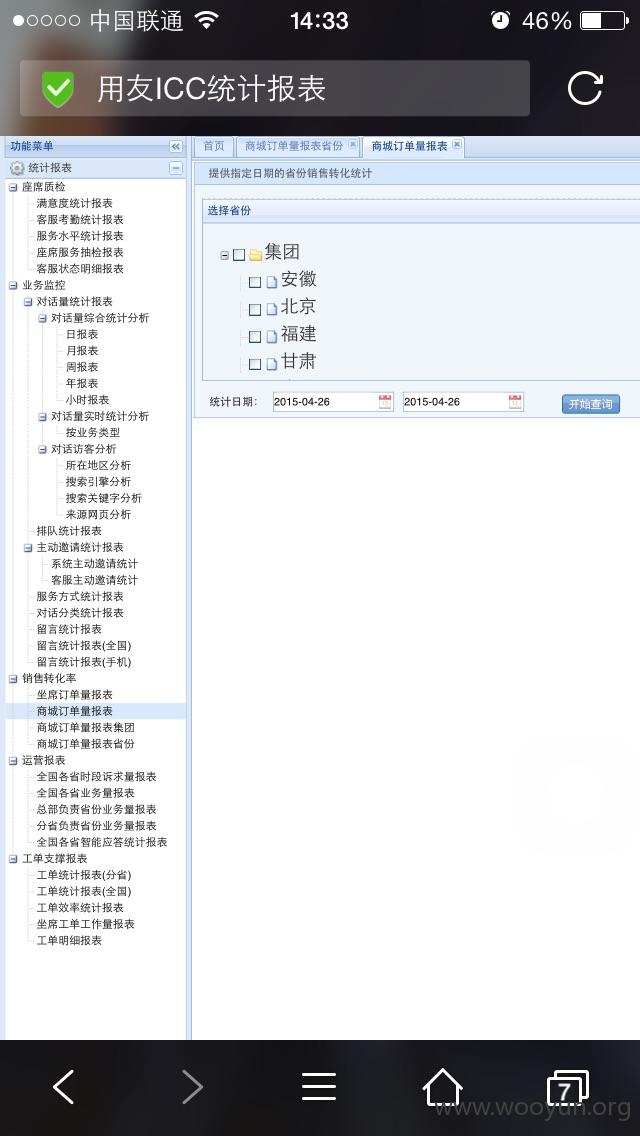 中国联通 14:33 46%
用友ICC统计报表
功能菜单
统计报表
座席质检
满意度统计报表
客服考勤统计报表
服务水平统计报表
座席服务抽检报表
客服状态明细报表
业务监控
对话量统计报表
对话量综合统计分析
日报表
月报表
周报表
年报表
小时报表
对话量实时统计分析
按业务类型
对话访客分析
所在地区分析
搜索引擎分析
搜索关键字分析
来源网页分析
排队统计报表
主动邀请统计报表
系统主动邀请统计
客服主动邀请统计
服务方式统计报表
对话分类统计报表
留言统计报表
留言统计报表(全国)
留言统计报表(手机)
销售转化率
坐席订单量报表
商城订单量报表
商城订单量报表集团
商城订单量报表省份
运营报表
全国各省时段诉求量报表
全国各省业务量报表
总部负责省份业务量报表
分省负责省份业务量报表
全国各省智能应答统计报表
工单支撑报表
工单统计报表(分省)
工单统计报表(全国)
工单效率统计报表
坐席工单工作量报表
工单明细报表
首页 商城订单量报表省份 商城订单量报表
提供指定日期的省份销售转化统计
选择省份
集团
安徽
北京
福建
甘肃
统计日期： 2015-04-26 2015-04-26 开始查询
7
www.wooyun.org